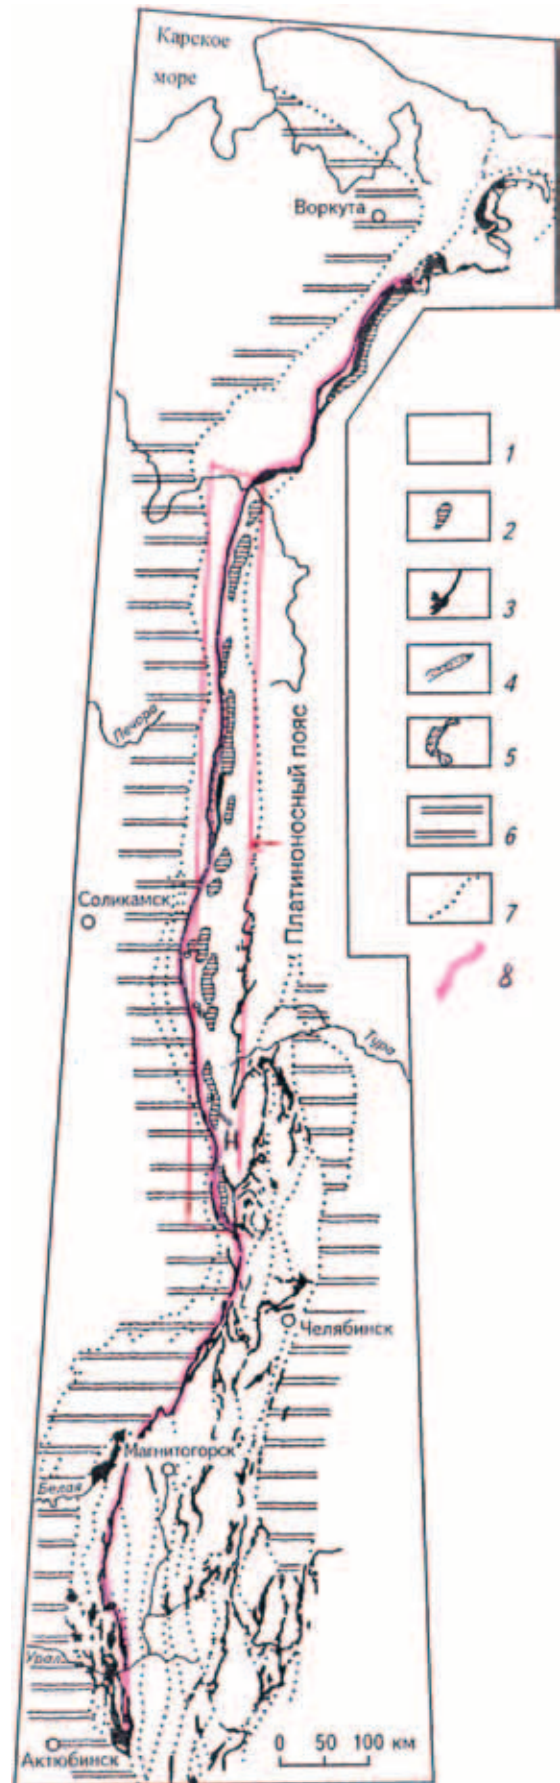 Карское
море
Воркута
1
2
3
4
5
6
7
8
Печора
Платиноносный пояс
Соликамск
Тура
Н
Челябинск
Магнитогорск
Белая
Урал
Актюбинск
0 50 100 км